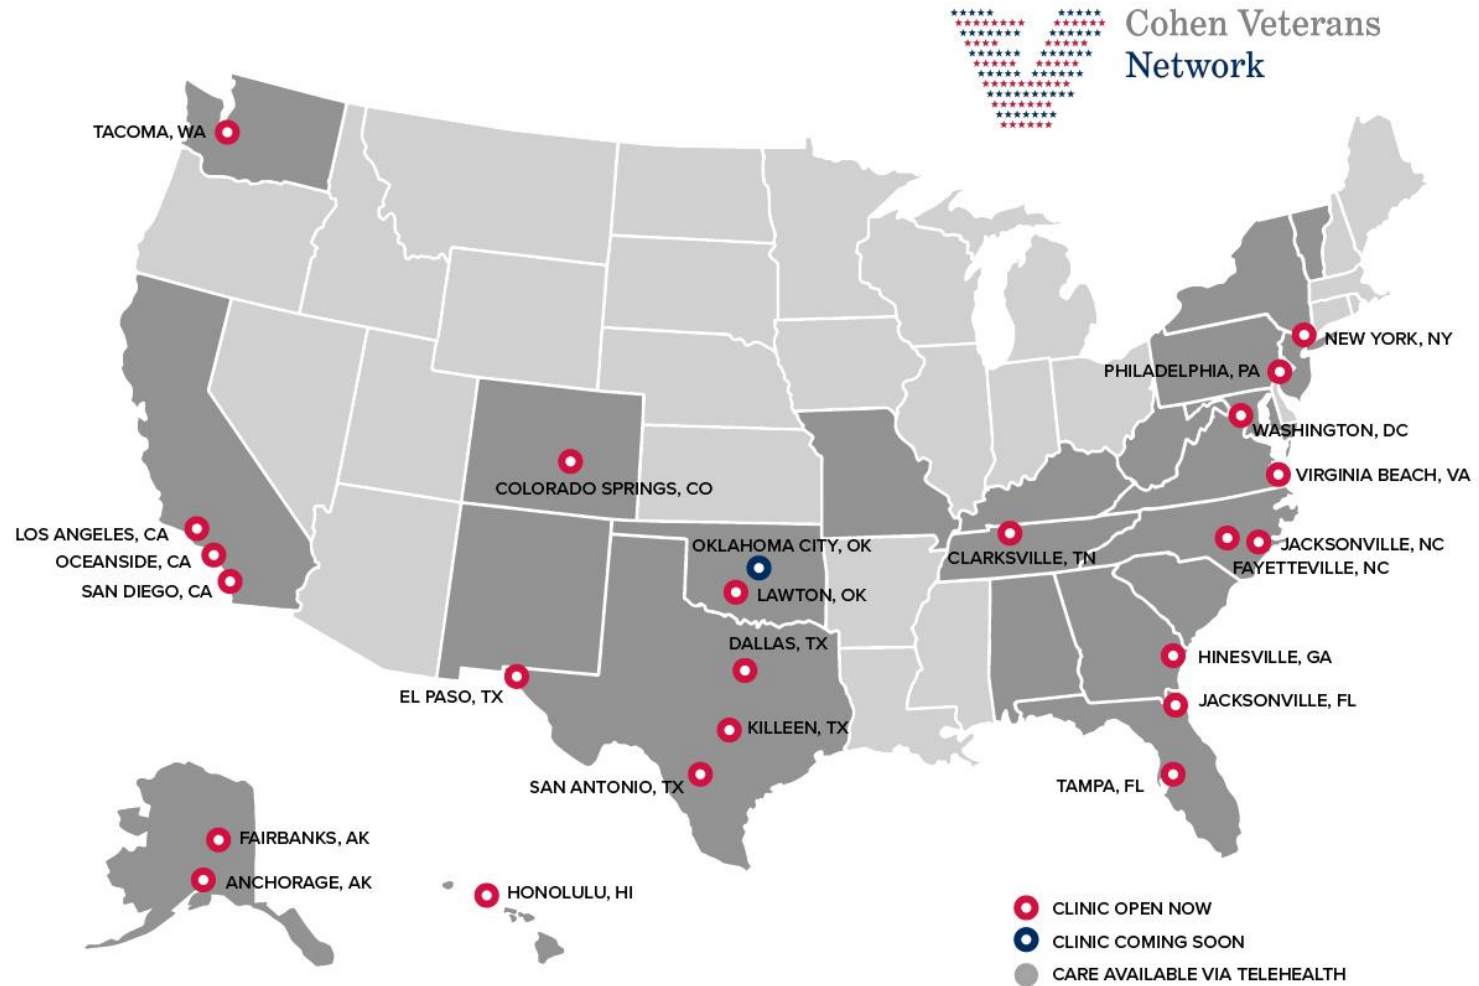 Cohen Veterans
Network
TACOMA, WA
NEW YORK, NY
PHILADELPHIA, PA
WASHINGTON, DC
VIRGINIA BEACH, VA
COLORADO SPRINGS, CO
LOS ANGELES, CA
OCEANSIDE, CA
SAN DIEGO, CA
OKLAHOMA CITY, OK
LAWTON, OK
CLARKSVILLE, TN
JACKSONVILLE, NC
FAYETTEVILLE, NC
DALLAS, TX
HINESVILLE, GA
EL PASO, TX
JACKSONVILLE, FL
KILLEEN, TX
SAN ANTONIO, TX
TAMPA, FL
FAIRBANKS, AK
ANCHORAGE, AK
HONOLULU, HI
CLINIC OPEN NOW
CLINIC COMING SOON
CARE AVAILABLE VIA TELEHEALTH